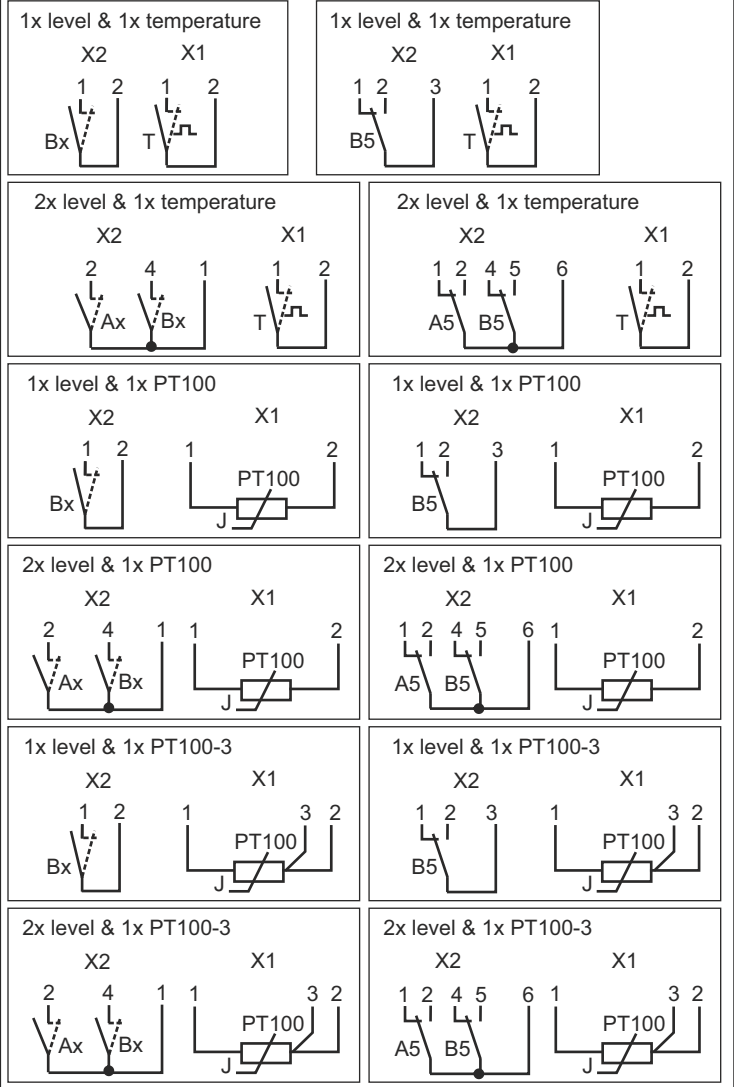 1x level & 1x temperature
X2 X1
1 2 1 2
Bx T
1x level & 1x temperature
X2 X1
1 2 3 1 2
B5 T
2x level & 1x temperature
X2 X1
2 4 1 1 2
Ax Bx T
2x level & 1x temperature
X2 X1
1 2 4 5 6 1 2
A5 B5 T
1x level & 1x PT100
X2 X1
1 2 1 2
PT100
Bx
J
1x level & 1x PT100
X2 X1
1 2 3 1 2
PT100
B5
J
2x level & 1x PT100
X2 X1
2 4 1 1 2
PT100
Ax Bx
J
2x level & 1x PT100
X2 X1
1 2 4 5 6 1 2
PT100
A5 B5
J
1x level & 1x PT100-3
X2 X1
1 2 1 3 2
PT100
Bx
J
1x level & 1x PT100-3
X2 X1
1 2 3 1 3 2
PT100
B5
J
2x level & 1x PT100-3
X2 X1
2 4 1 1 3 2
PT100
Ax Bx
J
2x level & 1x PT100-3
X2 X1
1 2 4 5 6 1 3 2
PT100
A5 B5
J